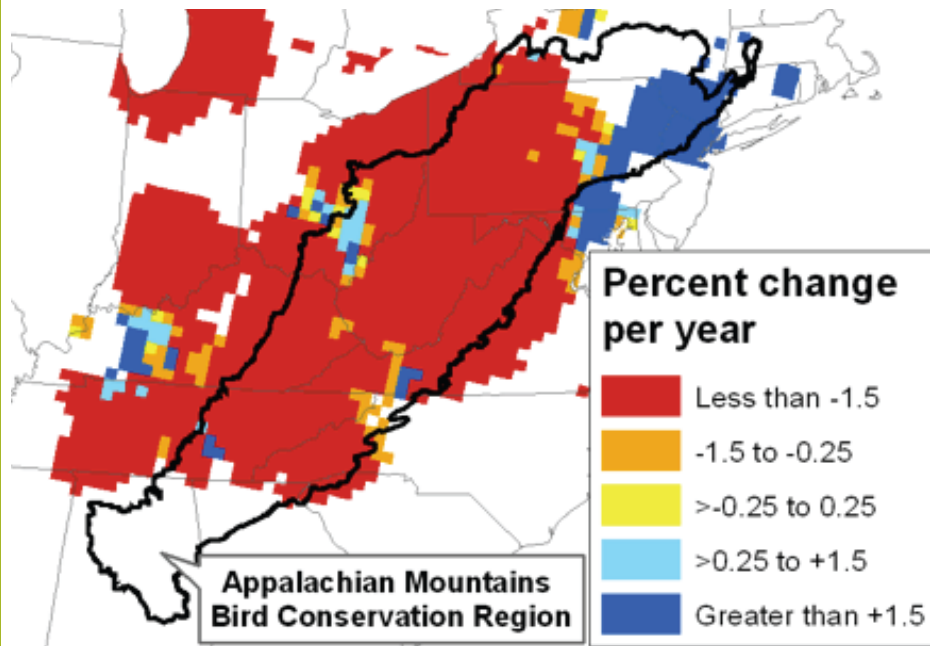 Percent change
per year
Less than -1.5
-1.5 to -0.25
>-0.25 to 0.25
>0.25 to +1.5
Greater than +1.5
Appalachian Mountains
Bird Conservation Region